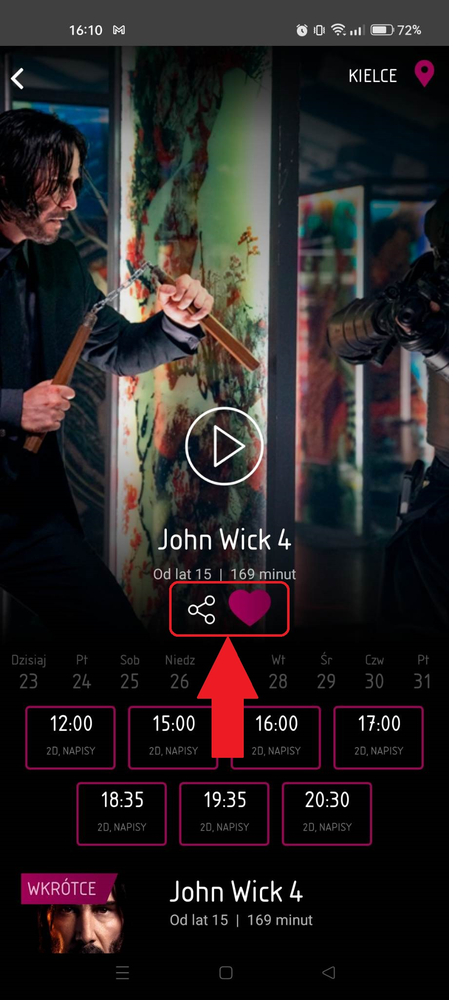 16:10
72%
KIELCE
John Wick 4
Od lat 15 | 169 minut
Dzisiaj Pt Sob Niedz Wt Śr Czw Pt
23 24 25 26 28 29 30 31
12:00 15:00 16:00 17:00
2D, NAPISY 2D, NAPISY 2D, NAPISY 2D, NAPISY
18:35 19:35 20:30
2D, NAPISY 2D, NAPISY 2D, NAPISY
WKRÓTCE
John Wick 4
Od lat 15 | 169 minut